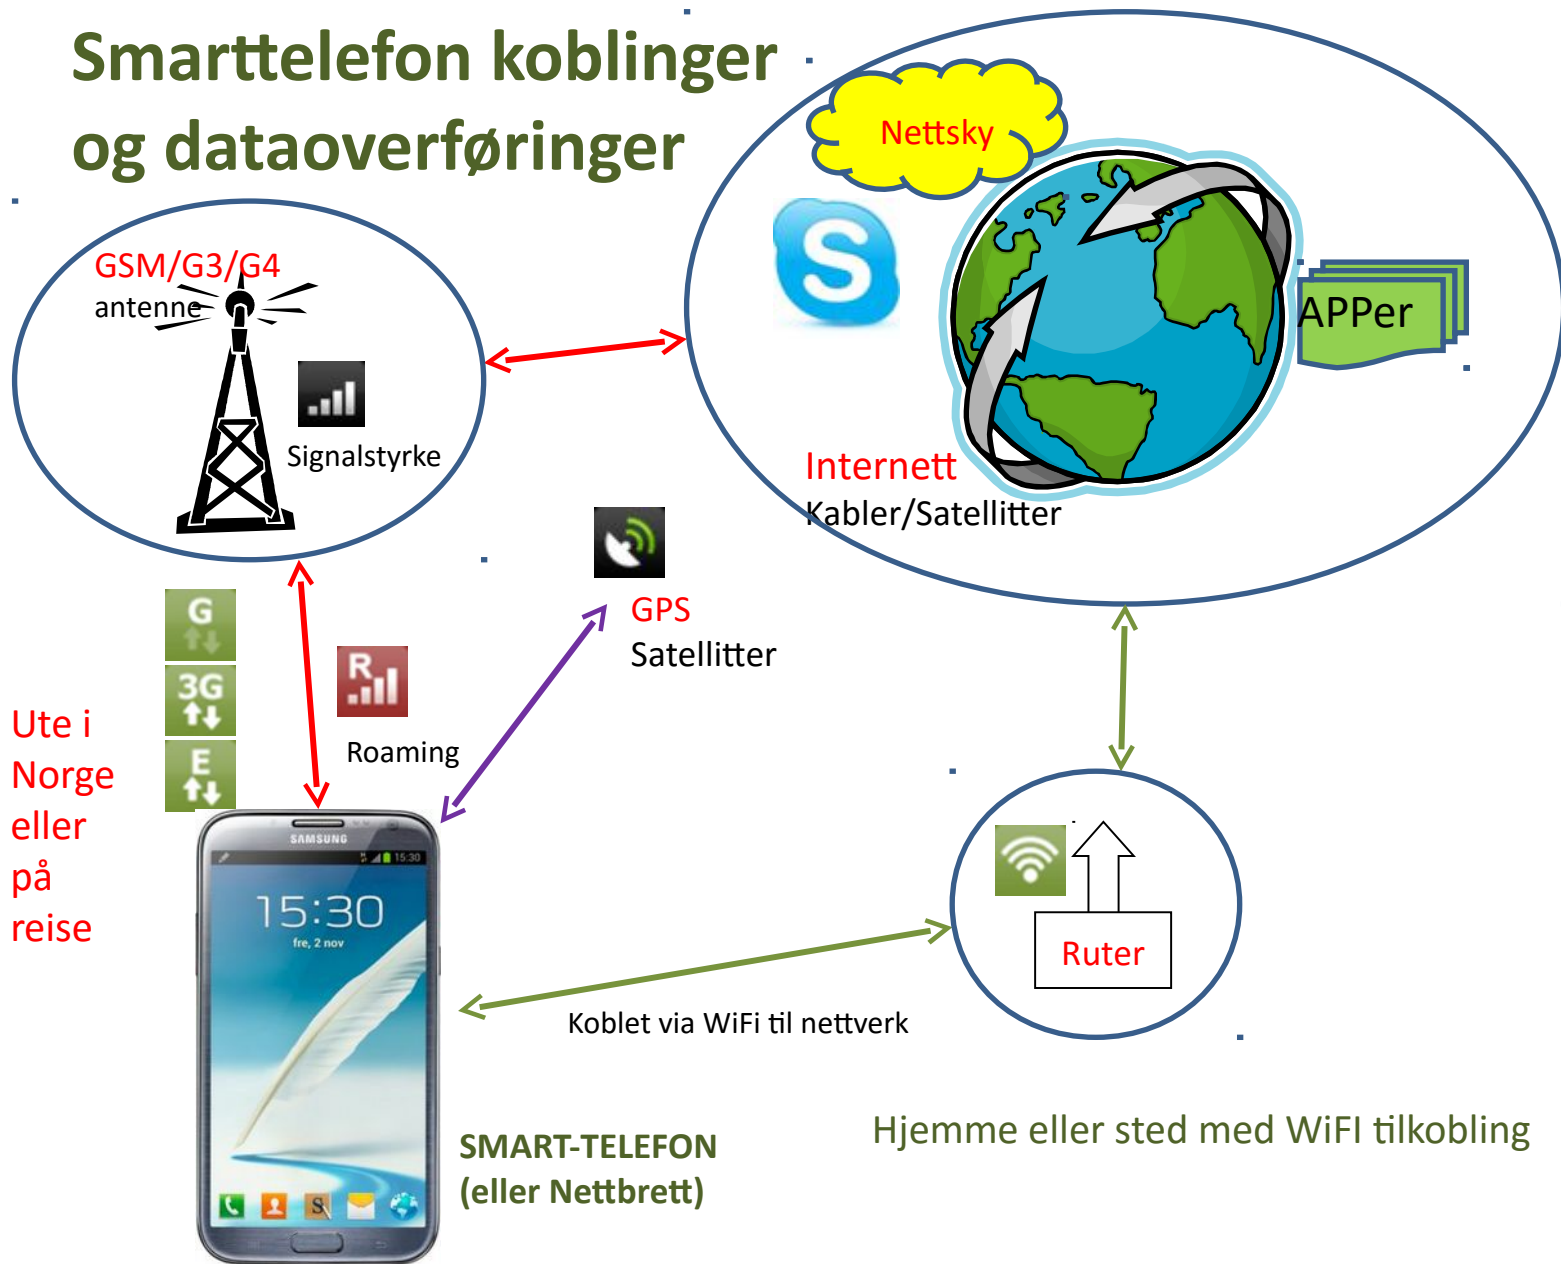 Smarttelefon koblinger
og dataoverføringer
Nettsky
S
APPer
Internett
Kabler/Satellitter
GSM/G3/G4
antenne
Signalstyrke
GPS
Satellitter
G
3G
E
R
Roaming
Ute i
Norge
eller
på
reise
SAMSUNG
15:30
15:30
fre, 2 nov
S
Ruter
Koblet via WiFi til nettverk
Hjemme eller sted med WiFI tilkobling
SMART-TELEFON
(eller Nettbrett)